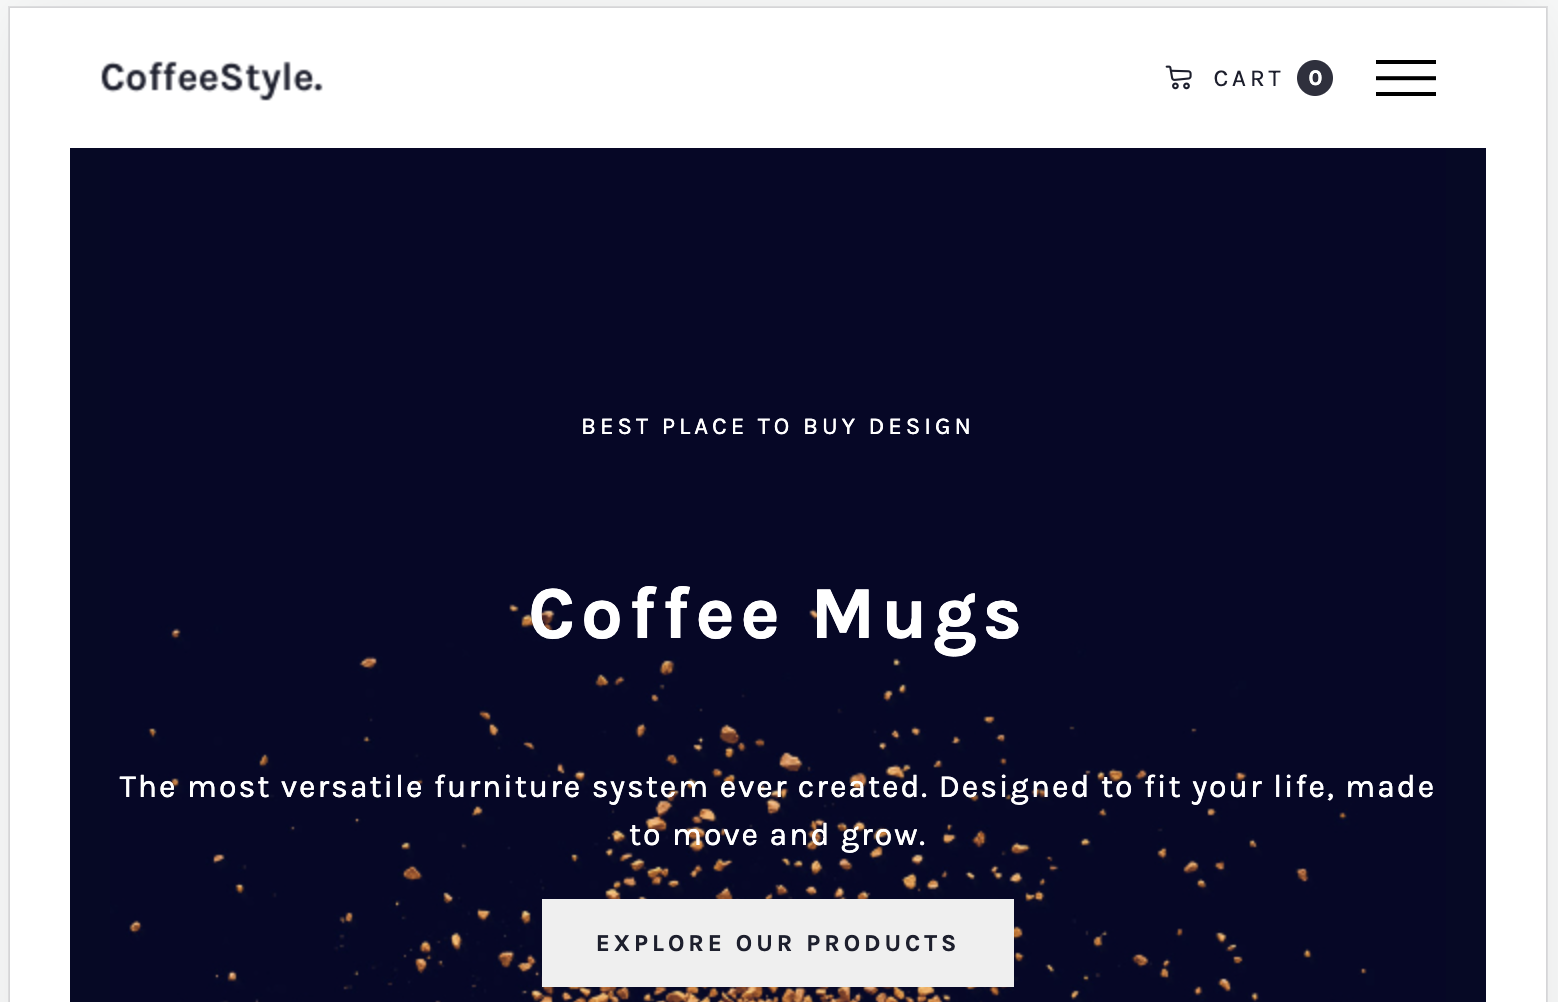 CoffeeStyle.
CART 0
BEST PLACE TO BUY DESIGN
Coffee Mugs
The most versatile furniture system ever created. Designed to fit your life, made
to move and grow.
EXPLORE OUR PRODUCTS